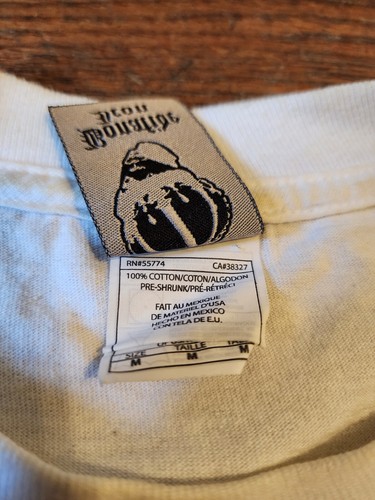 RN#55774 CA#38327
100% COTTON/COTON/ALGODON
PRE-SHRUNK/PRÉ-RÉTRÉCI
FAIT AU MEXIQUE
DE MATERIEL D'USA
HECHO EN MEXICO
CON TELA DE E.U.
SIZE TAILLE
M M M